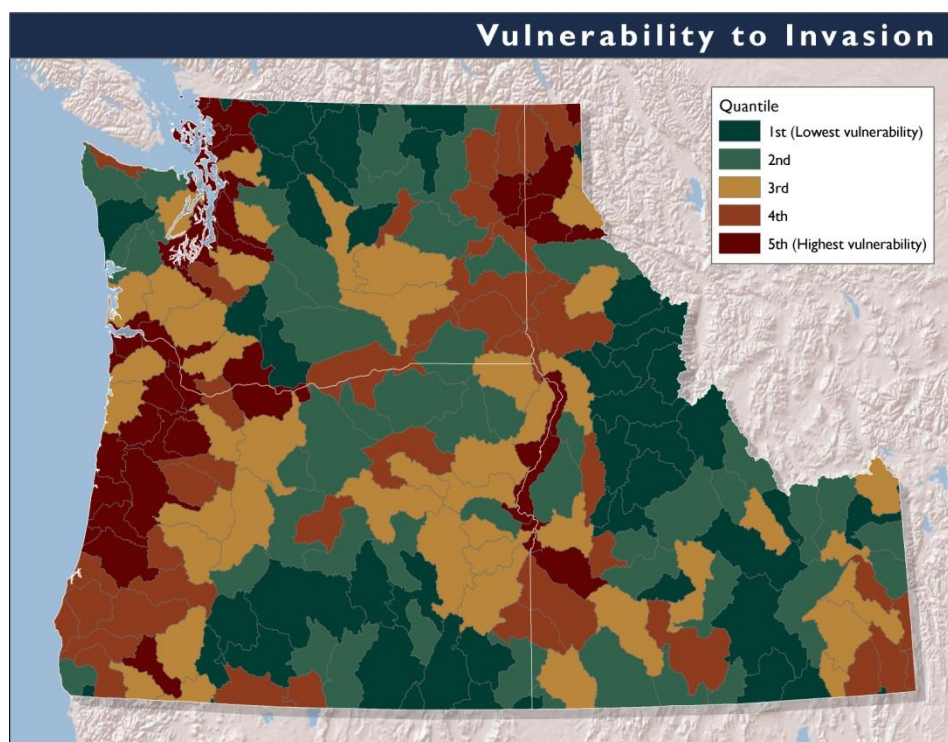 Vulnerability to Invasion
Quantile
1st (Lowest vulnerability)
2nd
3rd
4th
5th (Highest vulnerability)